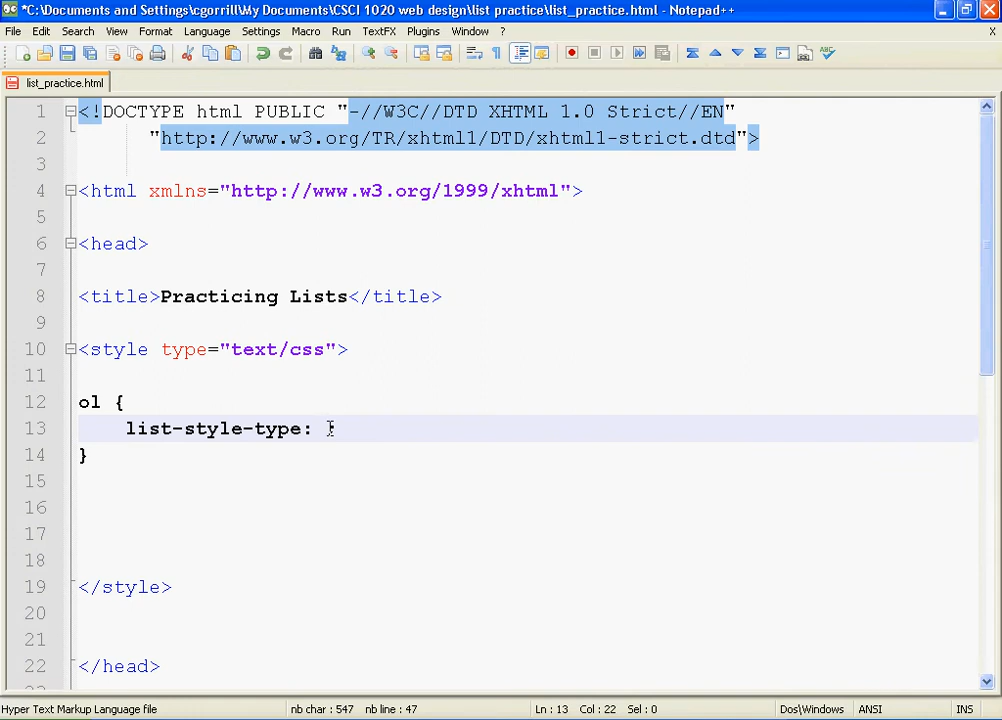 *C:\Documents and Settings\cgorrill\My Documents\CSCI 1020 web design\list practice\list_practice.html - Notepad++
File Edit Search View Format Language Settings Macro Run TextFX Plugins Window ? X
list_practice.html
1 <!DOCTYPE html PUBLIC "-//W3C//DTD XHTML 1.0 Strict//EN"
2 "http://www.w3.org/TR/xhtml1/DTD/xhtml1-strict.dtd">
3
4 <html xmlns="http://www.w3.org/1999/xhtml">
5
6 <head>
7
8 <title>Practicing Lists</title>
9
10 <style type="text/css">
11
12 ol {
13 list-style-type: 
14 }
15
16
17
18
19 </style>
20
21
22 </head>
Hyper Text Markup Language file nb char : 547 nb line : 47 Ln : 13 Col : 22 Sel : 0 Dos\Windows ANSI INS